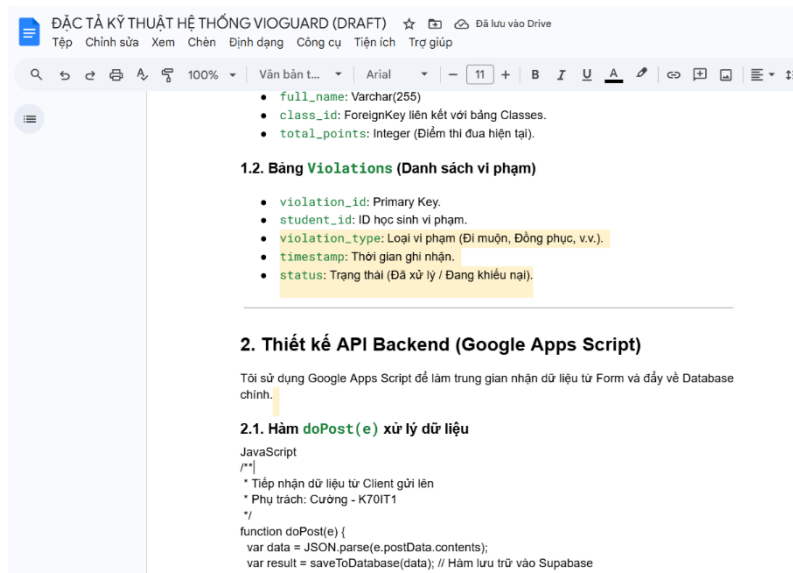 ĐẶC TẢ KỸ THUẬT HỆ THỐNG VIOGUARD (DRAFT) Đã lưu vào Drive
Tệp Chỉnh sửa Xem Chèn Định dạng Công cụ Tiện ích Trợ giúp
100% Văn bản t... Arial 11 B I U A
full_name: Varchar(255)
class_id: ForeignKey liên kết với bảng Classes.
total_points: Integer (Điểm thi đua hiện tại).
1.2. Bảng Violations (Danh sách vi phạm)
violation_id: Primary Key.
student_id: ID học sinh vi phạm.
violation_type: Loại vi phạm (Đi muộn, Đồng phục, v.v.).
timestamp: Thời gian ghi nhận.
status: Trạng thái (Đã xử lý / Đang khiếu nại).
2. Thiết kế API Backend (Google Apps Script)
Tôi sử dụng Google Apps Script để làm trung gian nhận dữ liệu từ Form và đẩy về Database
chính.
2.1. Hàm doPost(e) xử lý dữ liệu
JavaScript
/**
* Tiếp nhận dữ liệu từ Client gửi lên
* Phụ trách: Cường - K70IT1
*/
function doPost(e) {
var data = JSON.parse(e.postData.contents);
var result = saveToDatabase(data); // Hàm lưu trữ vào Supabase